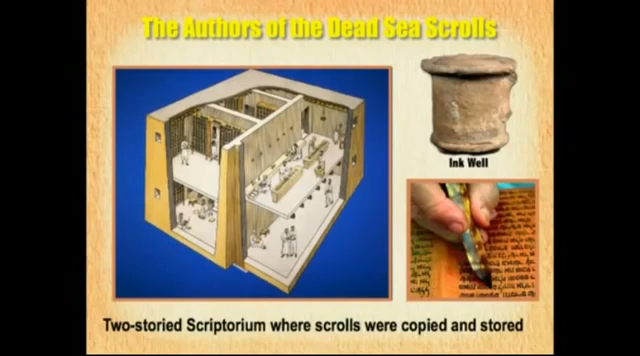 The Authors of the Dead Sea Scrolls
Ink Well
Two-storied Scriptorium where scrolls were copied and stored